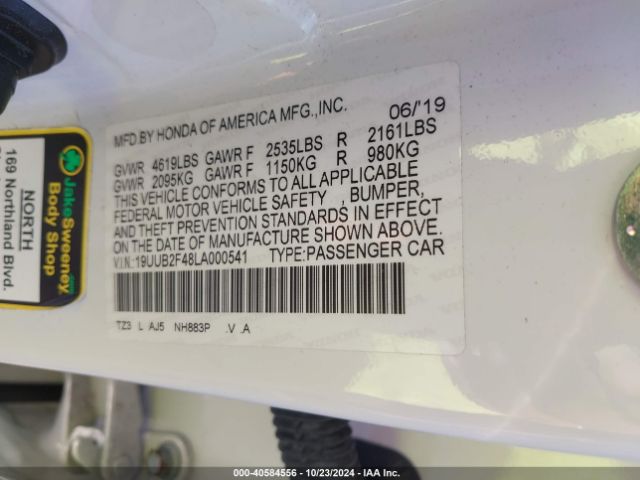 MFD.BY HONDA OF AMERICA MFG.,INC. 06/'19
GVWR 4619LBS GAWR F 2535LBS R 2161LBS
GVWR 2095KG GAWR F 1150KG R 980KG
THIS VEHICLE CONFORMS TO ALL APPLICABLE
FEDERAL MOTOR VEHICLE SAFETY , BUMPER,
AND THEFT PREVENTION STANDARDS IN EFFECT
ON THE DATE OF MANUFACTURE SHOWN ABOVE.
V.I.N: 19UUB2F48LA000541 TYPE:PASSENGER CAR
TZ3 L AJ5 NH883P .V .A
JakeSweeney.com
Body Shop
NORTH
169 Northland Blvd.
000-40584556 | 10/23/2024 | IAA Inc.